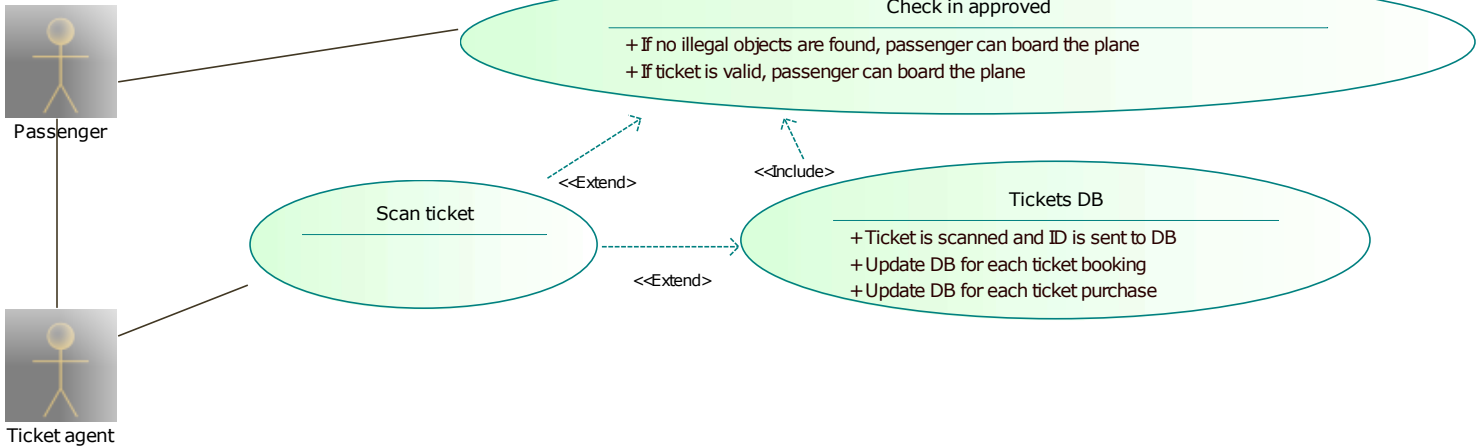 Check in approved
+ If no illegal objects are found, passenger can board the plane
+ If ticket is valid, passenger can board the plane
Passenger
<<Extend>
<<Include>
Scan ticket
Tickets DB
+ Ticket is scanned and ID is sent to DB
+ Update DB for each ticket booking
+ Update DB for each ticket purchase
<<Extend>
Ticket agent